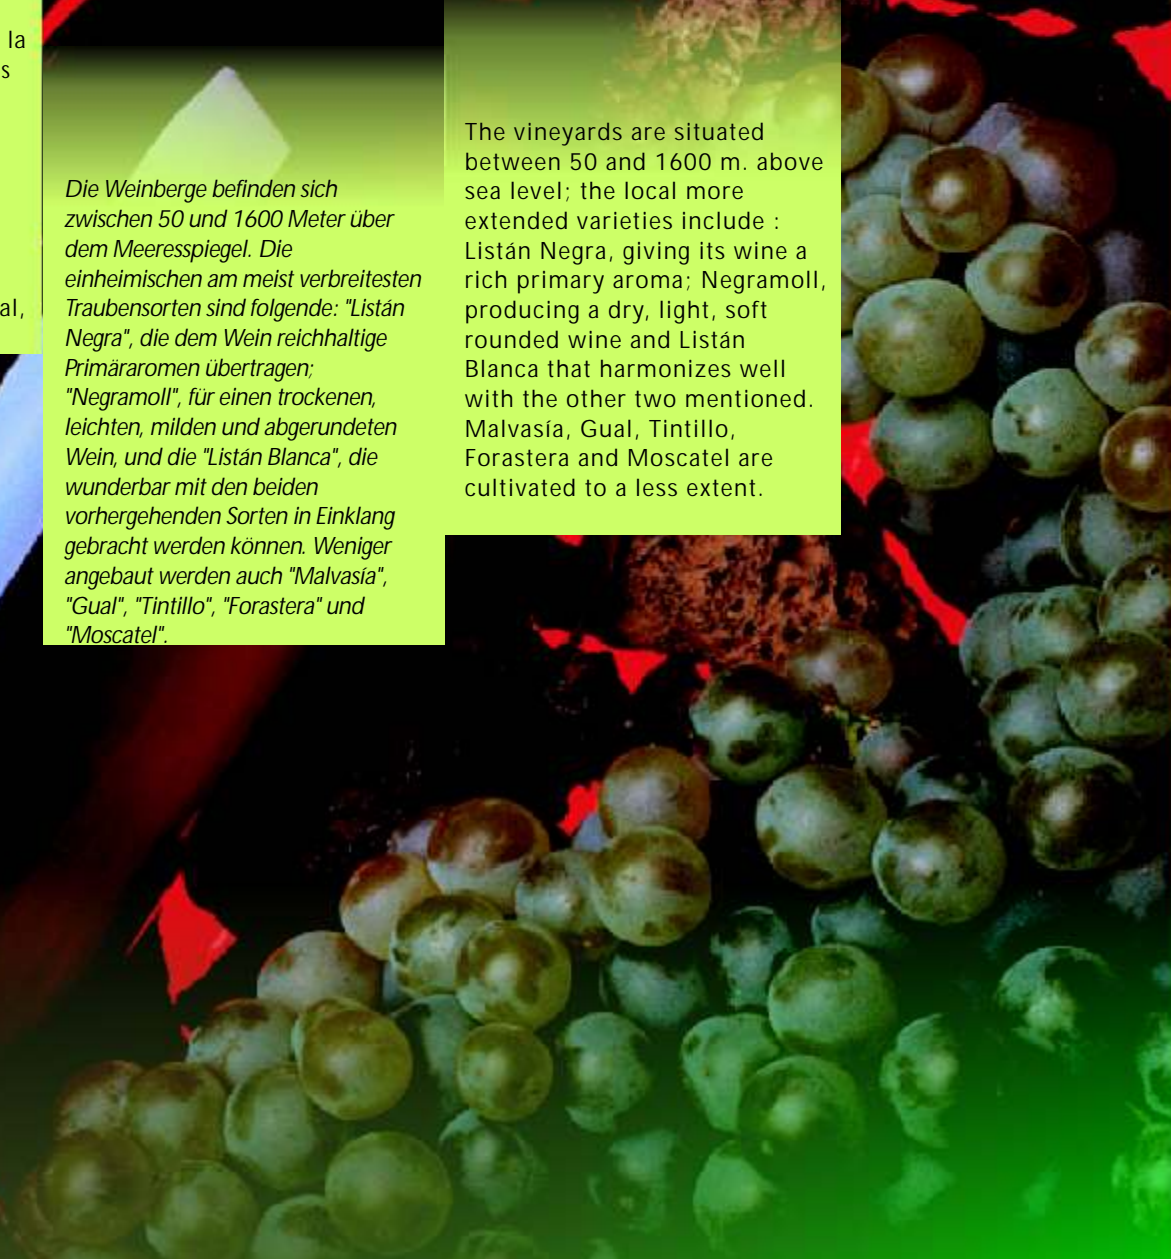 la
s
al,
Die Weinberge befinden sich
zwischen 50 und 1600 Meter über
dem Meeresspiegel. Die
einheimischen am meist verbreitesten
Traubensorten sind folgende: "Listán
Negra", die dem Wein reichhaltige
Primäraromen übertragen;
"Negramoll", für einen trockenen,
leichten, milden und abgerundeten
Wein, und die "Listán Blanca", die
wunderbar mit den beiden
vorhergehenden Sorten in Einklang
gebracht werden können. Weniger
angebaut werden auch "Malvasía",
"Gual", "Tintillo", "Forastera" und
"Moscatel".
The vineyards are situated
between 50 and 1600 m. above
sea level; the local more
extended varieties include :
Listán Negra, giving its wine a
rich primary aroma; Negramoll,
producing a dry, light, soft
rounded wine and Listán
Blanca that harmonizes well
with the other two mentioned.
Malvasía, Gual, Tintillo,
Forastera and Moscatel are
cultivated to a less extent.